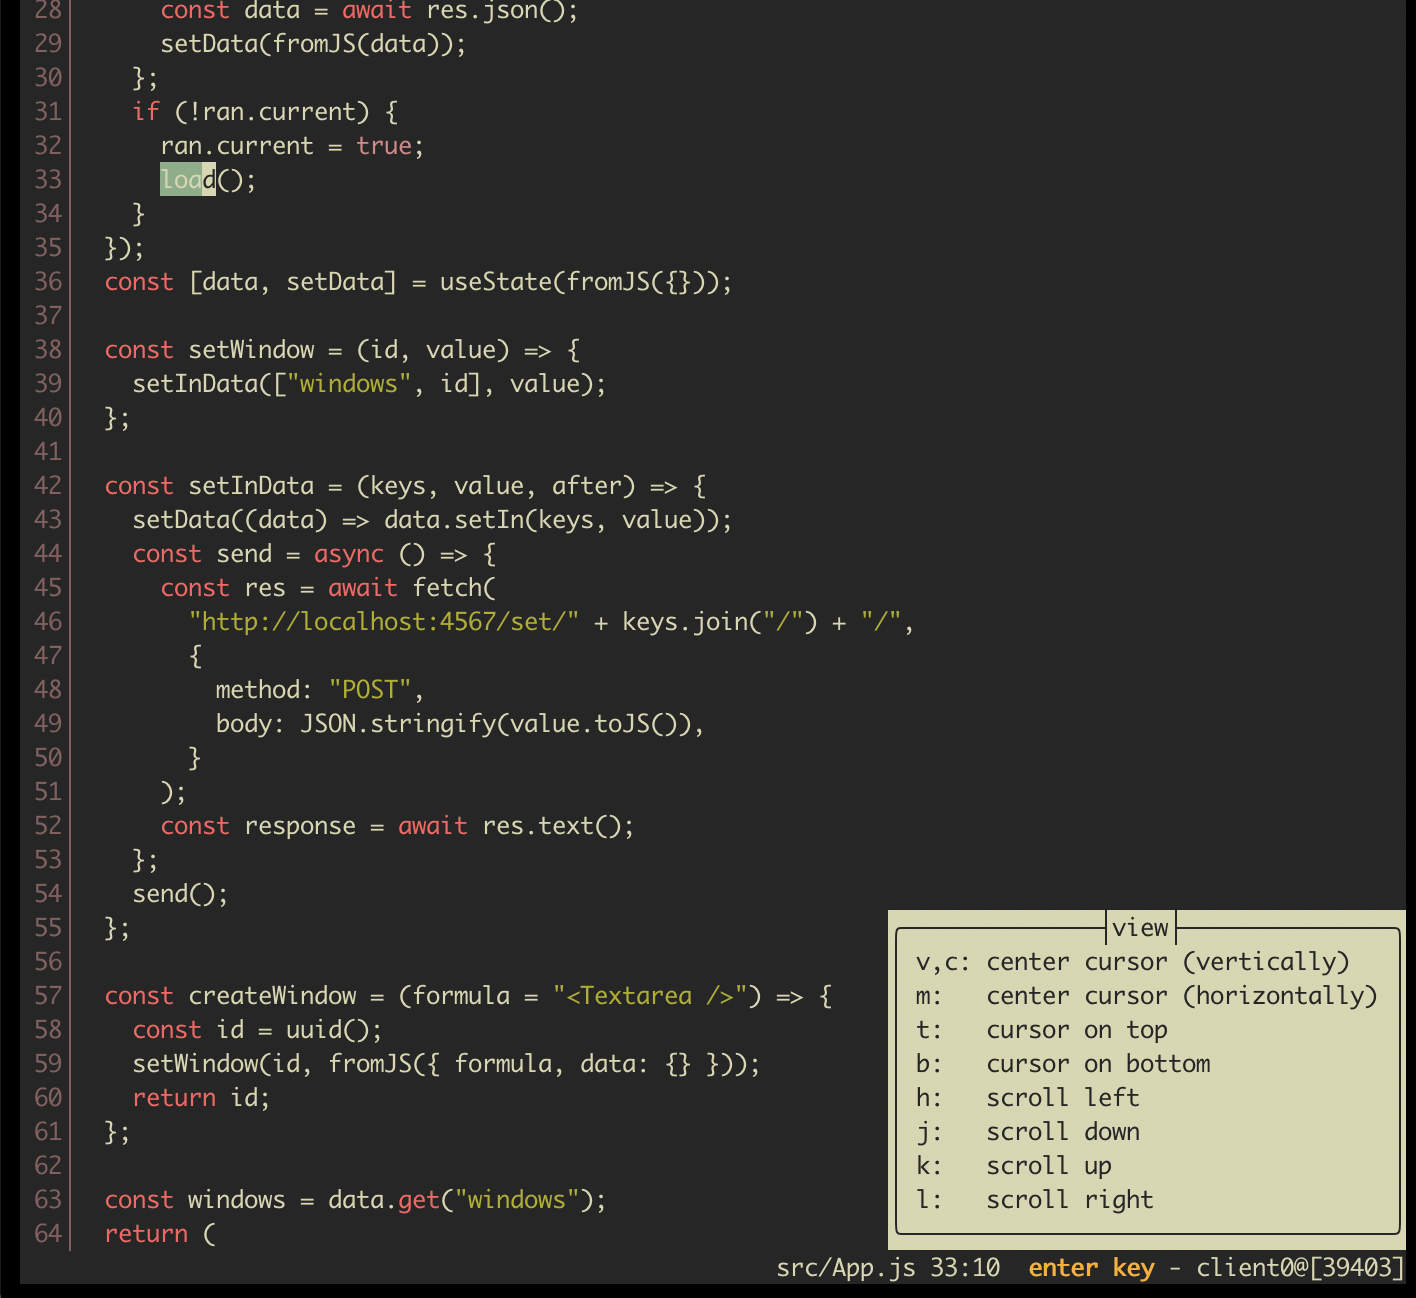 28       const data = await res.json();
29       setData(fromJS(data));
30     };
31     if (!ran.current) {
32       ran.current = true;
33       load();
34     }
35   });
36   const [data, setData] = useState(fromJS({}));
37
38   const setWindow = (id, value) => {
39     setInData(["windows", id], value);
40   };
41
42   const setInData = (keys, value, after) => {
43     setData((data) => data.setIn(keys, value));
44     const send = async () => {
45       const res = await fetch(
46         "http://localhost:4567/set/" + keys.join("/") + "/",
47         {
48           method: "POST",
49           body: JSON.stringify(value.toJS()),
50         }
51       );
52       const response = await res.text();
53     };
54     send();
55   };
56
57   const createWindow = (formula = "<Textarea />") => {
58     const id = uuid();
59     setWindow(id, fromJS({ formula, data: {} }));
60     return id;
61   };
62
63   const windows = data.get("windows");
64   return (
view
v,c: center cursor (vertically)
m:   center cursor (horizontally)
t:   cursor on top
b:   cursor on bottom
h:   scroll left
j:   scroll down
k:   scroll up
l:   scroll right
src/App.js 33:10  enter key - client0@[39403]